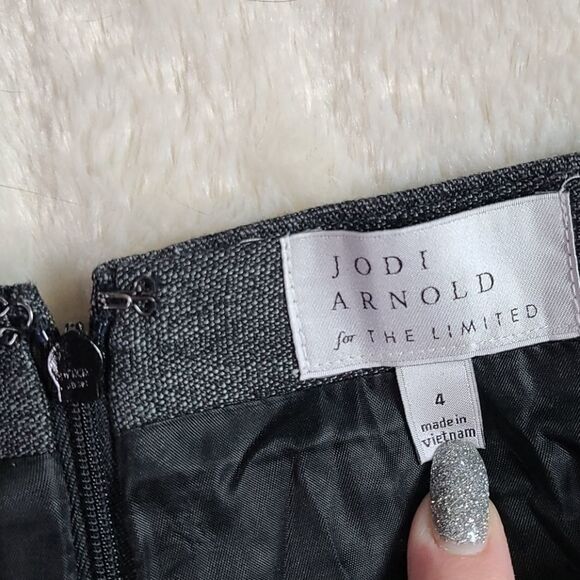 JODI
ARNOLD
for THE LIMITED
4
made in
vietnam